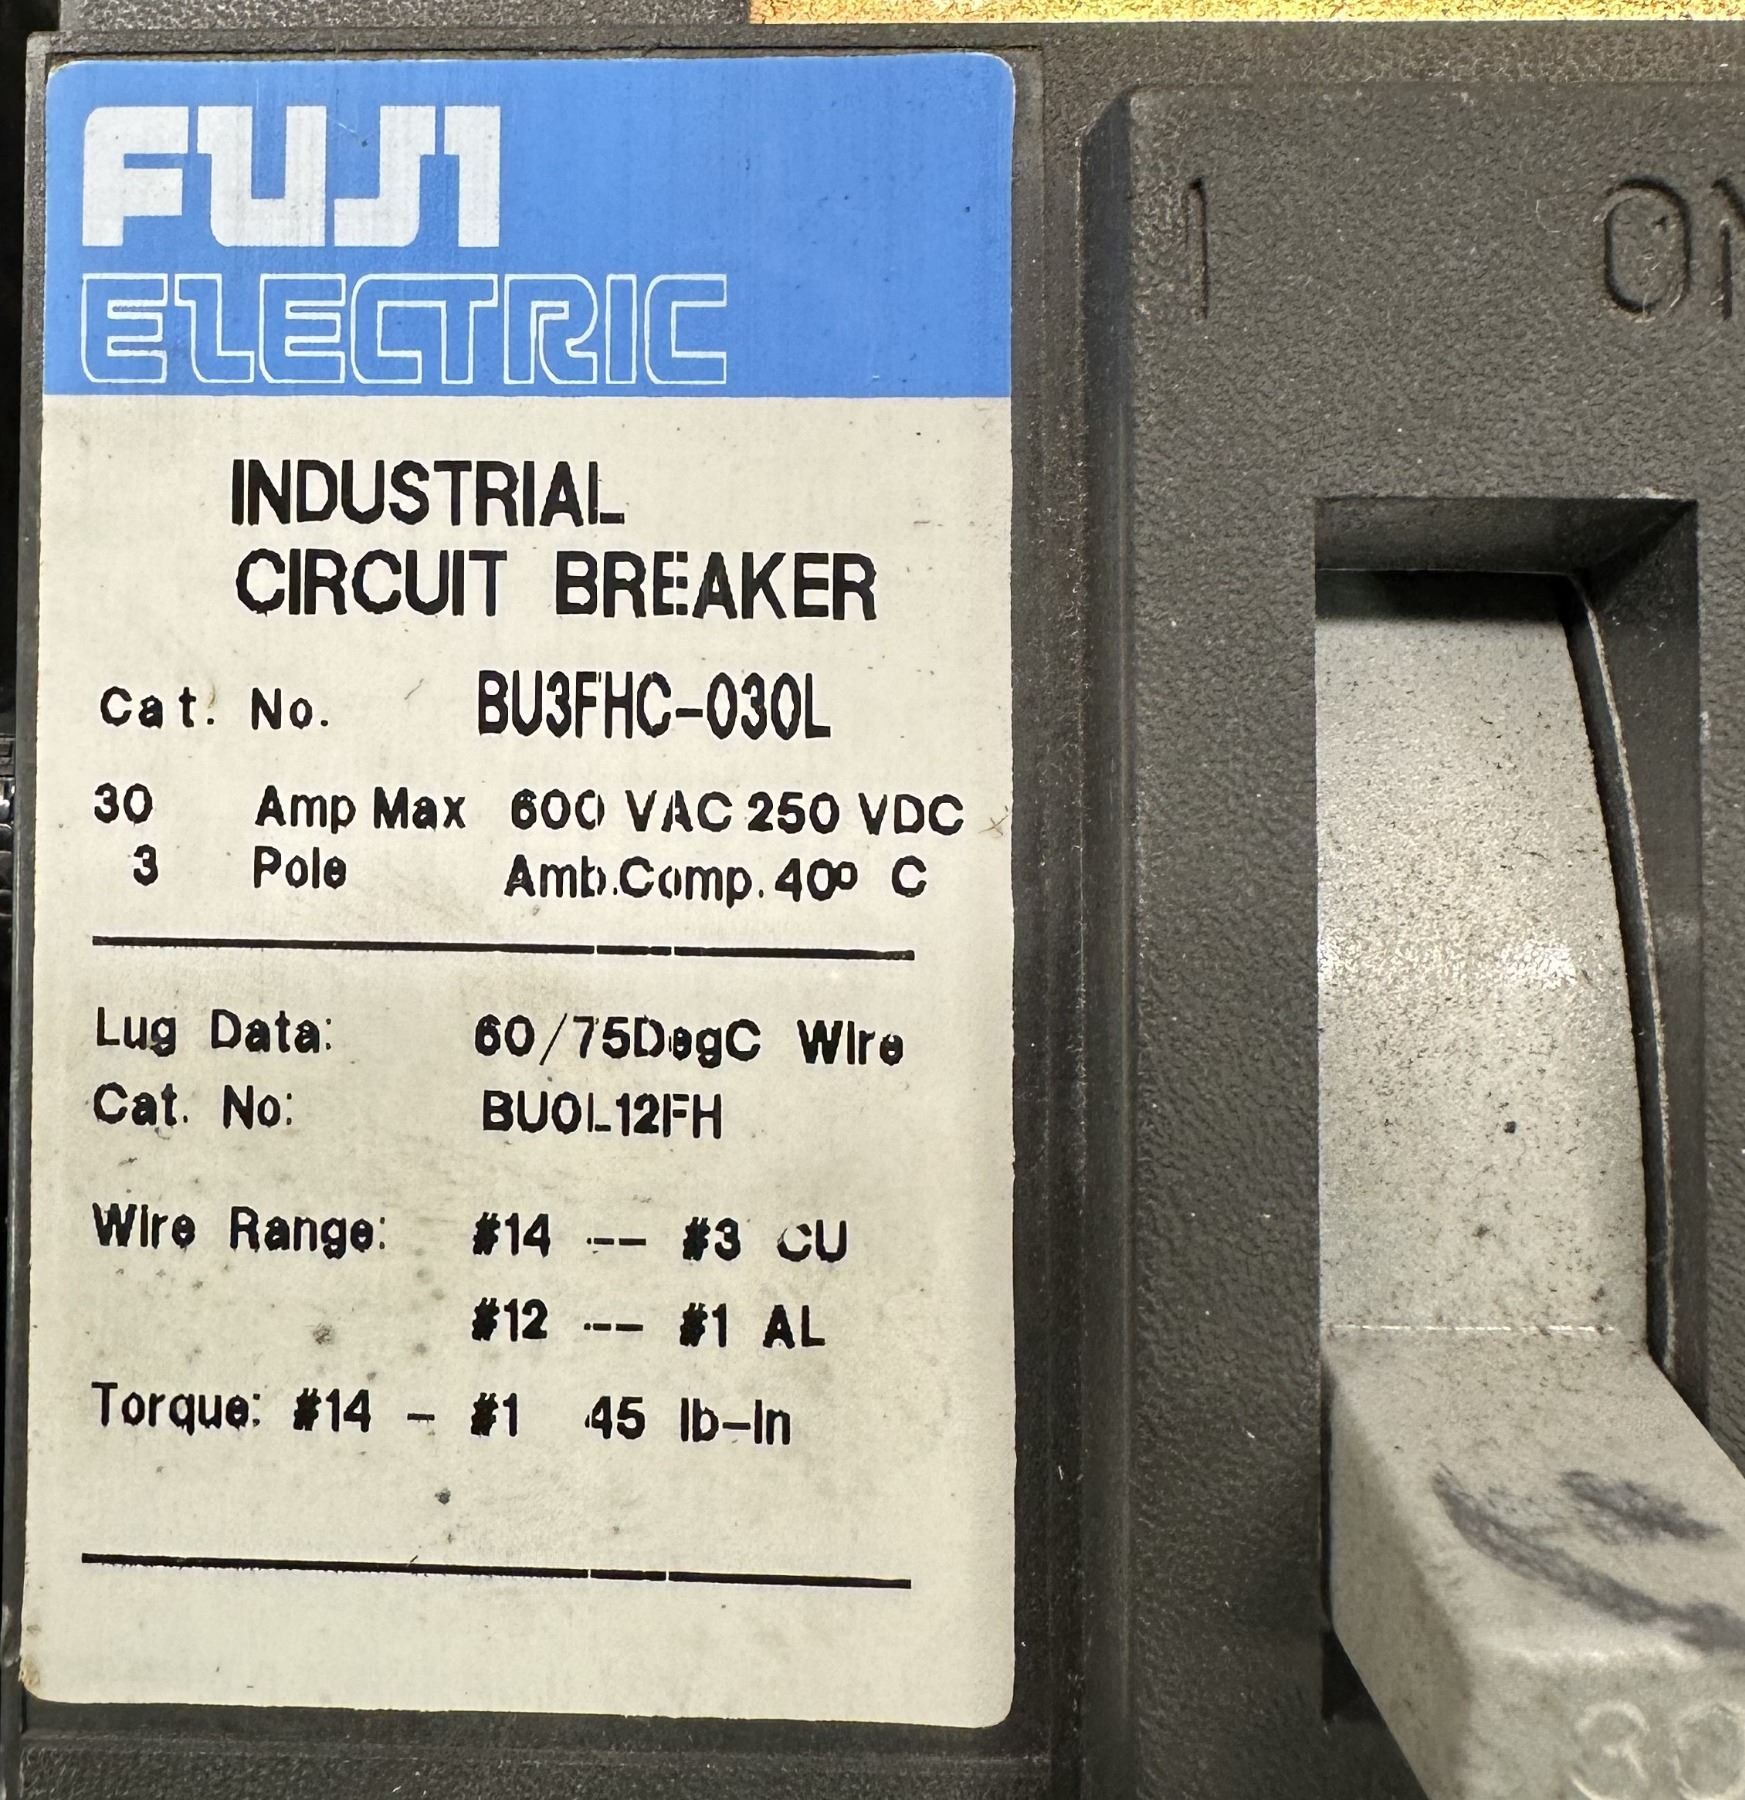 FUJI
ELECTRIC
INDUSTRIAL
CIRCUIT BREAKER
Cat. No. BU3FHC-030L
30 Amp Max 600 VAC 250 VDC
3 Pole Amb.Comp. 40º C
Lug Data: 60/75DegC Wire
Cat. No: BU0L12FH
Wire Range: #14 -- #3 CU
#12 -- #1 AL
Torque: #14 - #1 45 lb-in
I ON
30